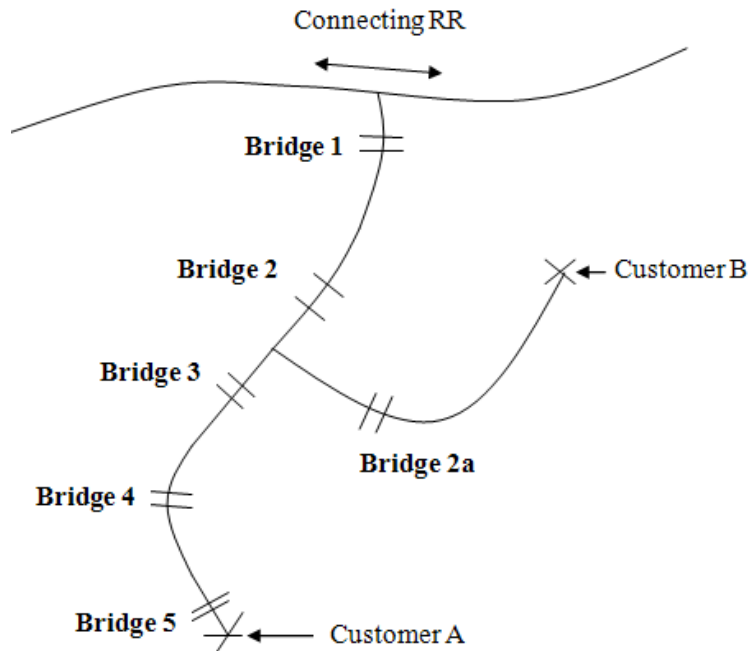 Connecting RR
Bridge 1
Bridge 2
Customer B
Bridge 3
Bridge 2a
Bridge 4
Bridge 5
Customer A